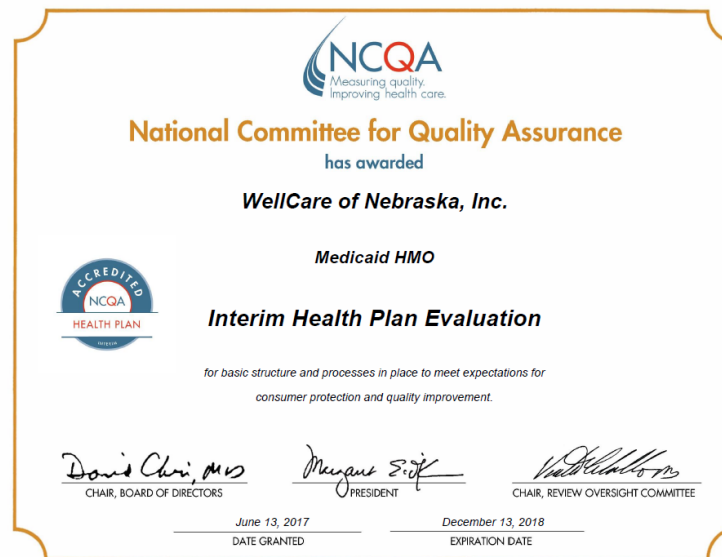 NCQA
Measuring quality.
Improving health care.
National Committee for Quality Assurance
has awarded
WellCare of Nebraska, Inc.
Medicaid HMO
ACCREDITED
NCQA
HEALTH PLAN
INTERIM
Interim Health Plan Evaluation
for basic structure and processes in place to meet expectations for
consumer protection and quality improvement.
CHAIR, BOARD OF DIRECTORS
PRESIDENT
CHAIR, REVIEW OVERSIGHT COMMITTEE
June 13, 2017
December 13, 2018
DATE GRANTED
EXPIRATION DATE